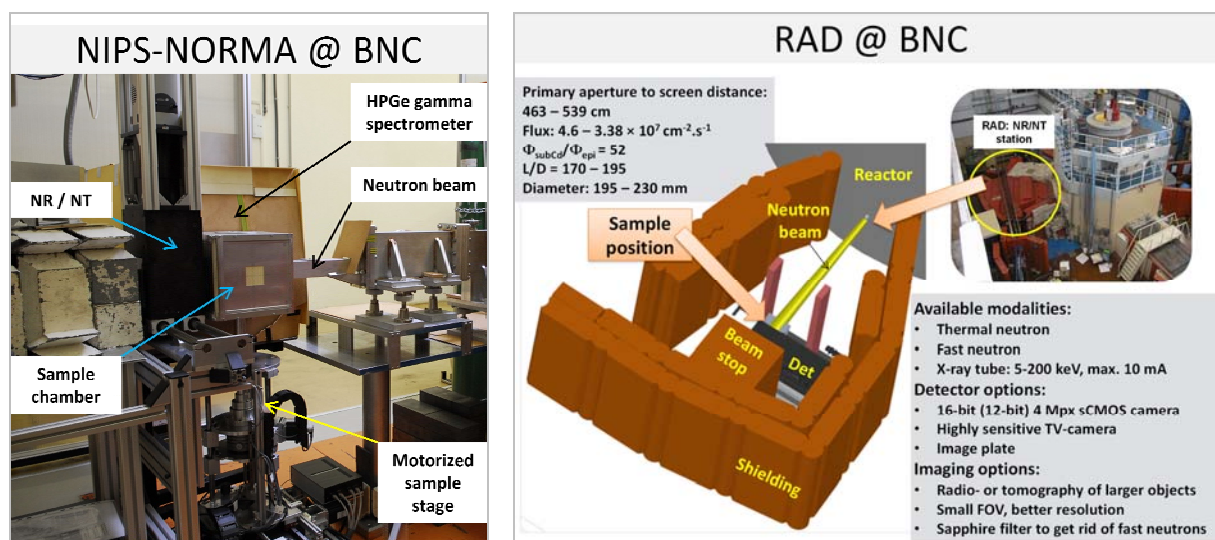 NIPS-NORMA @ BNC
HPGe gamma
spectrometer
Neutron beam
NR / NT
Sample
chamber
Motorized
sample
stage
RAD @ BNC
Primary aperture to screen distance:
463 – 539 cm
Flux: 4.6 – 3.38 × 10⁷ cm⁻².s⁻¹
ΦsubCd/Φepi = 52
L/D = 170 – 195
Diameter: 195 – 230 mm
RAD: NR/NT
station
Reactor
Neutron
beam
Sample
position
Beam
stop
Det
Shielding
Available modalities:
• Thermal neutron
• Fast neutron
• X-ray tube: 5-200 keV, max. 10 mA
Detector options:
• 16-bit (12-bit) 4 Mpx sCMOS camera
• Highly sensitive TV-camera
• Image plate
Imaging options:
• Radio- or tomography of larger objects
• Small FOV, better resolution
• Sapphire filter to get rid of fast neutrons